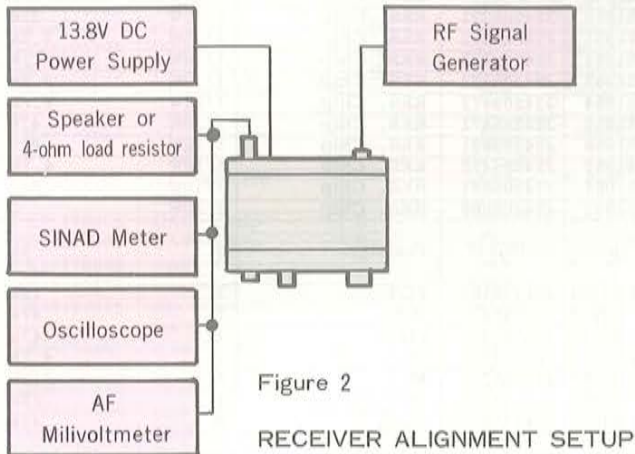 13.8V DC
Power Supply
RF Signal
Generator
Speaker or
4-ohm load resistor
SINAD Meter
Oscilloscope
AF
Milivoltmeter
Figure 2
RECEIVER ALIGNMENT SETUP